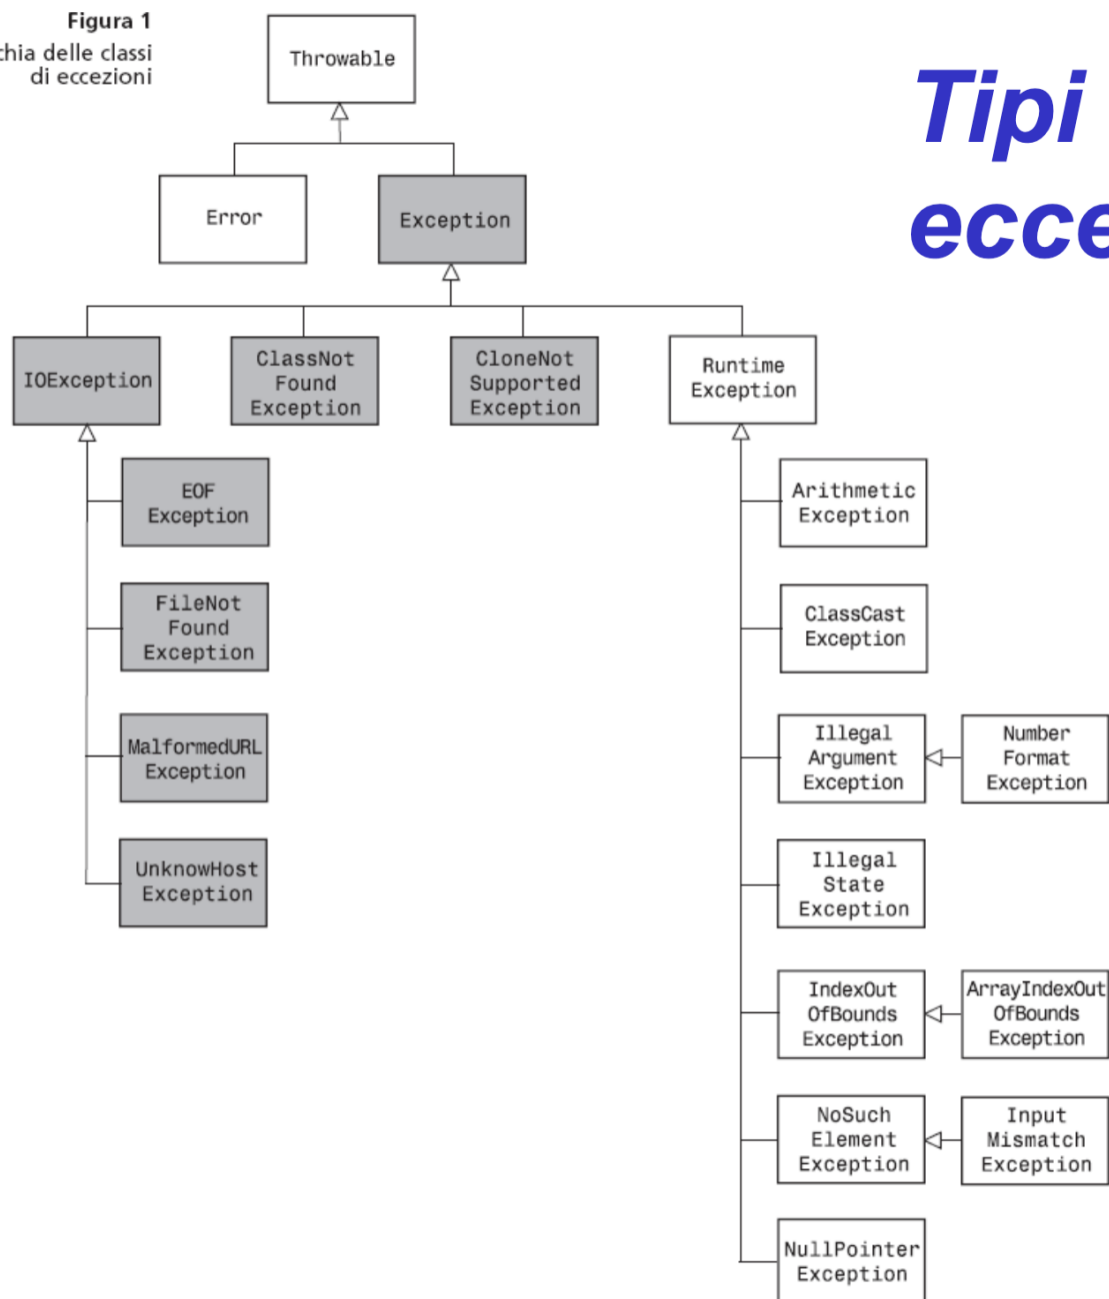 Figura 1
chia delle classi
di eccezioni
Tipi
ecce
Throwable
Error
Exception
IOException
ClassNot
Found
Exception
CloneNot
Supported
Exception
Runtime
Exception
EOF
Exception
FileNot
Found
Exception
MalformedURL
Exception
UnknowHost
Exception
Arithmetic
Exception
ClassCast
Exception
Illegal
Argument
Exception
Number
Format
Exception
Illegal
State
Exception
IndexOut
OfBounds
Exception
ArrayIndexOut
OfBounds
Exception
NoSuch
Element
Exception
Input
Mismatch
Exception
NullPointer
Exception